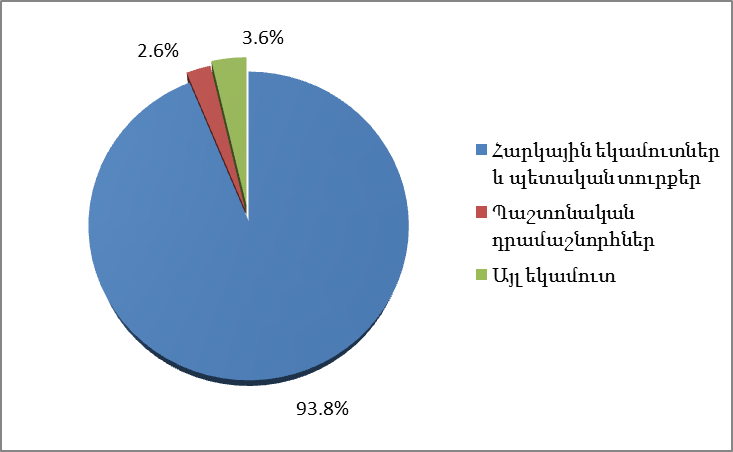 3.6%
2.6%
Հարկային եկամուտներ
և պետական տուրքեր
Պաշտոնական
դրամաշնորհներ
Այլ եկամուտ
93.8%